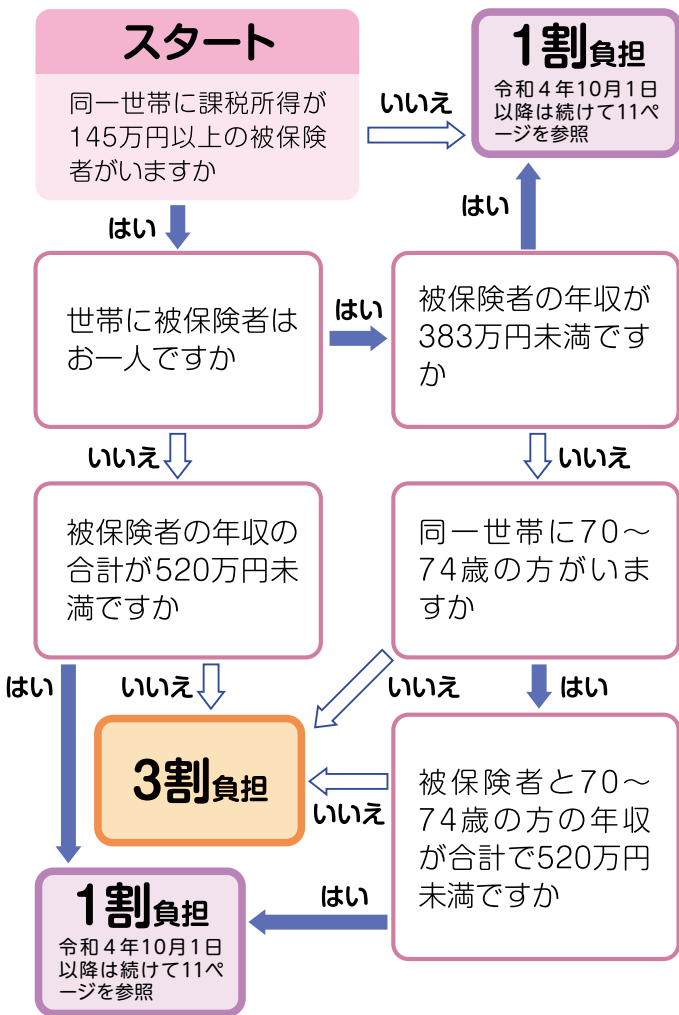 スタート
同一世帯に課税所得が
145万円以上の被保険
者がいますか
いいえ
1割負担
令和4年10月1日
以降は続けて11ペ
ージを参照
はい
はい
世帯に被保険者は
お一人ですか
はい
被保険者の年収が
383万円未満です
か
いいえ
いいえ
被保険者の年収の
合計が520万円未
満ですか
同一世帯に70～
74歳の方がいま
すか
はい
いいえ
いいえ
はい
3割負担
いいえ
被保険者と70～
74歳の方の年収
が合計で520万円
未満ですか
はい
1割負担
令和4年10月1日
以降は続けて11ペ
ージを参照